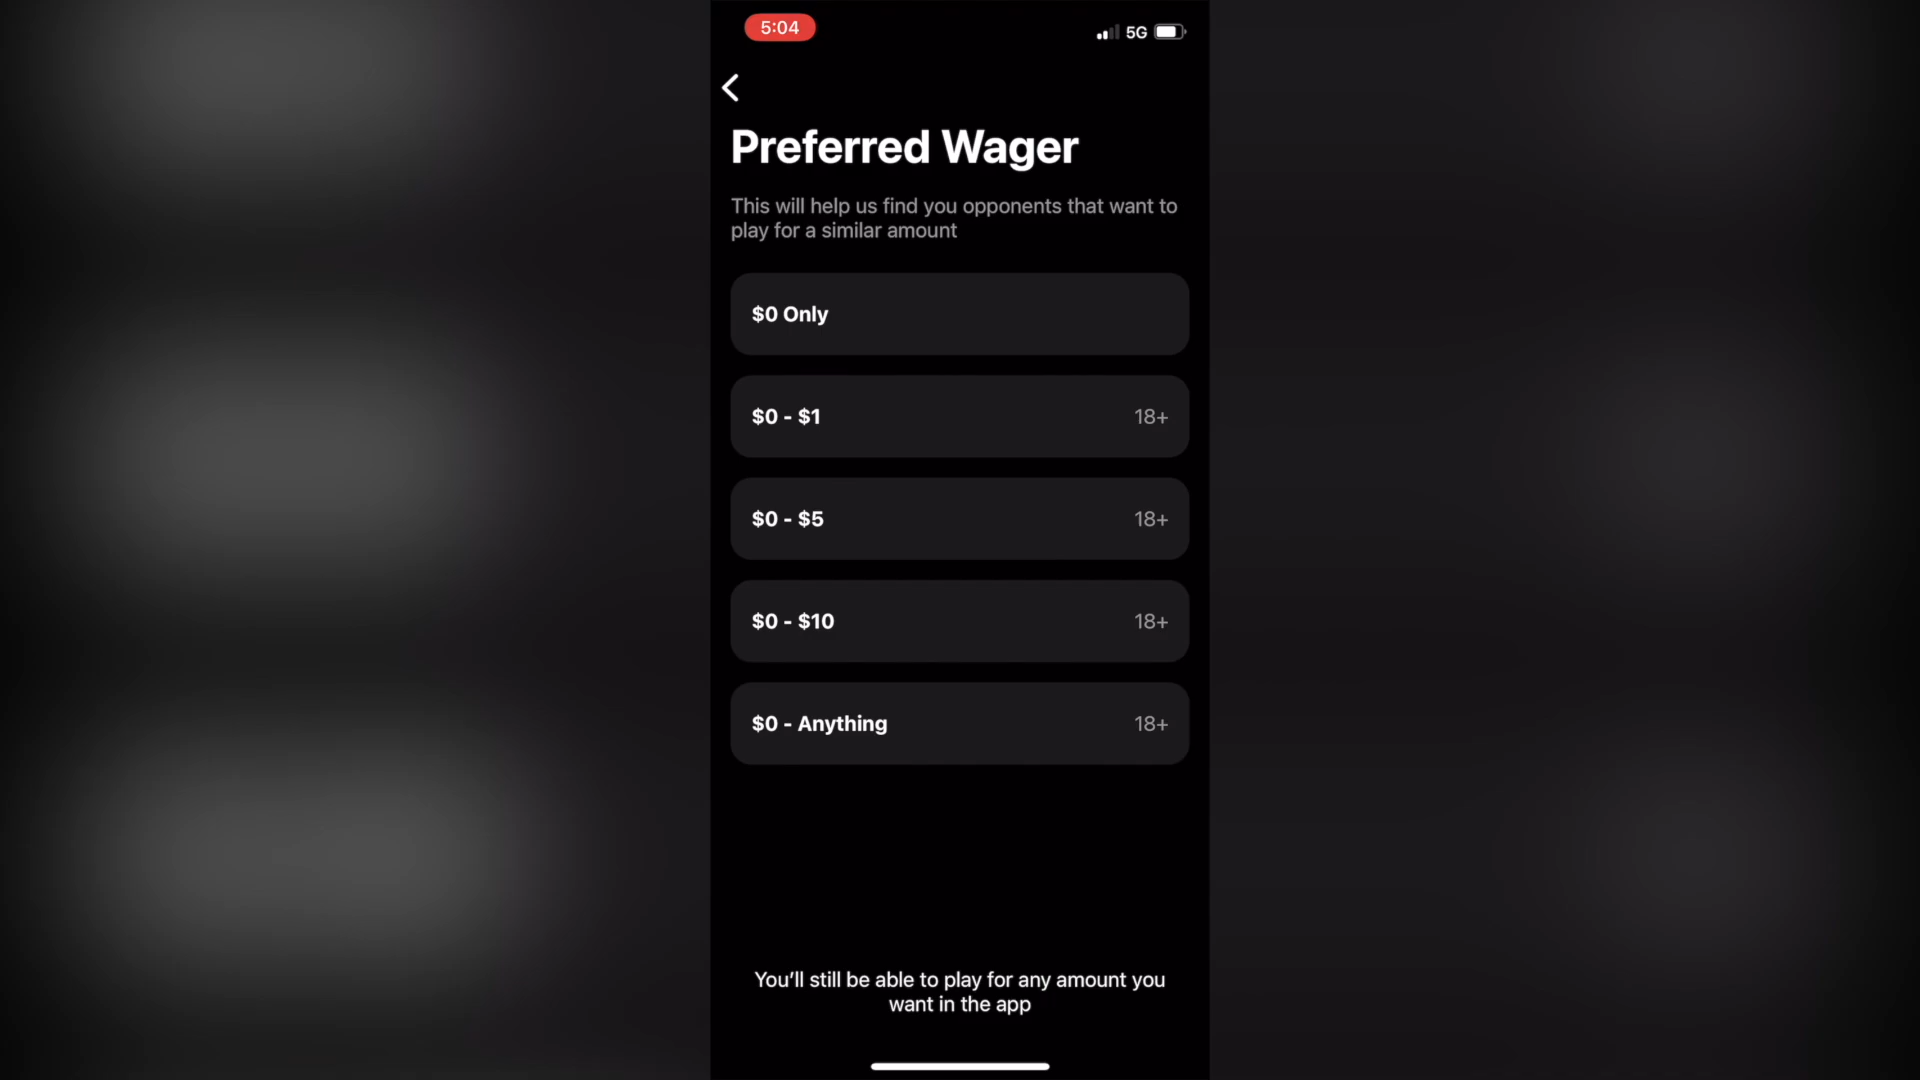 5:04
5G
Preferred Wager
This will help us find you opponents that want to
play for a similar amount
$0 Only
$0 - $1 18+
$0 - $5 18+
$0 - $10 18+
$0 - Anything 18+
You’ll still be able to play for any amount you
want in the app